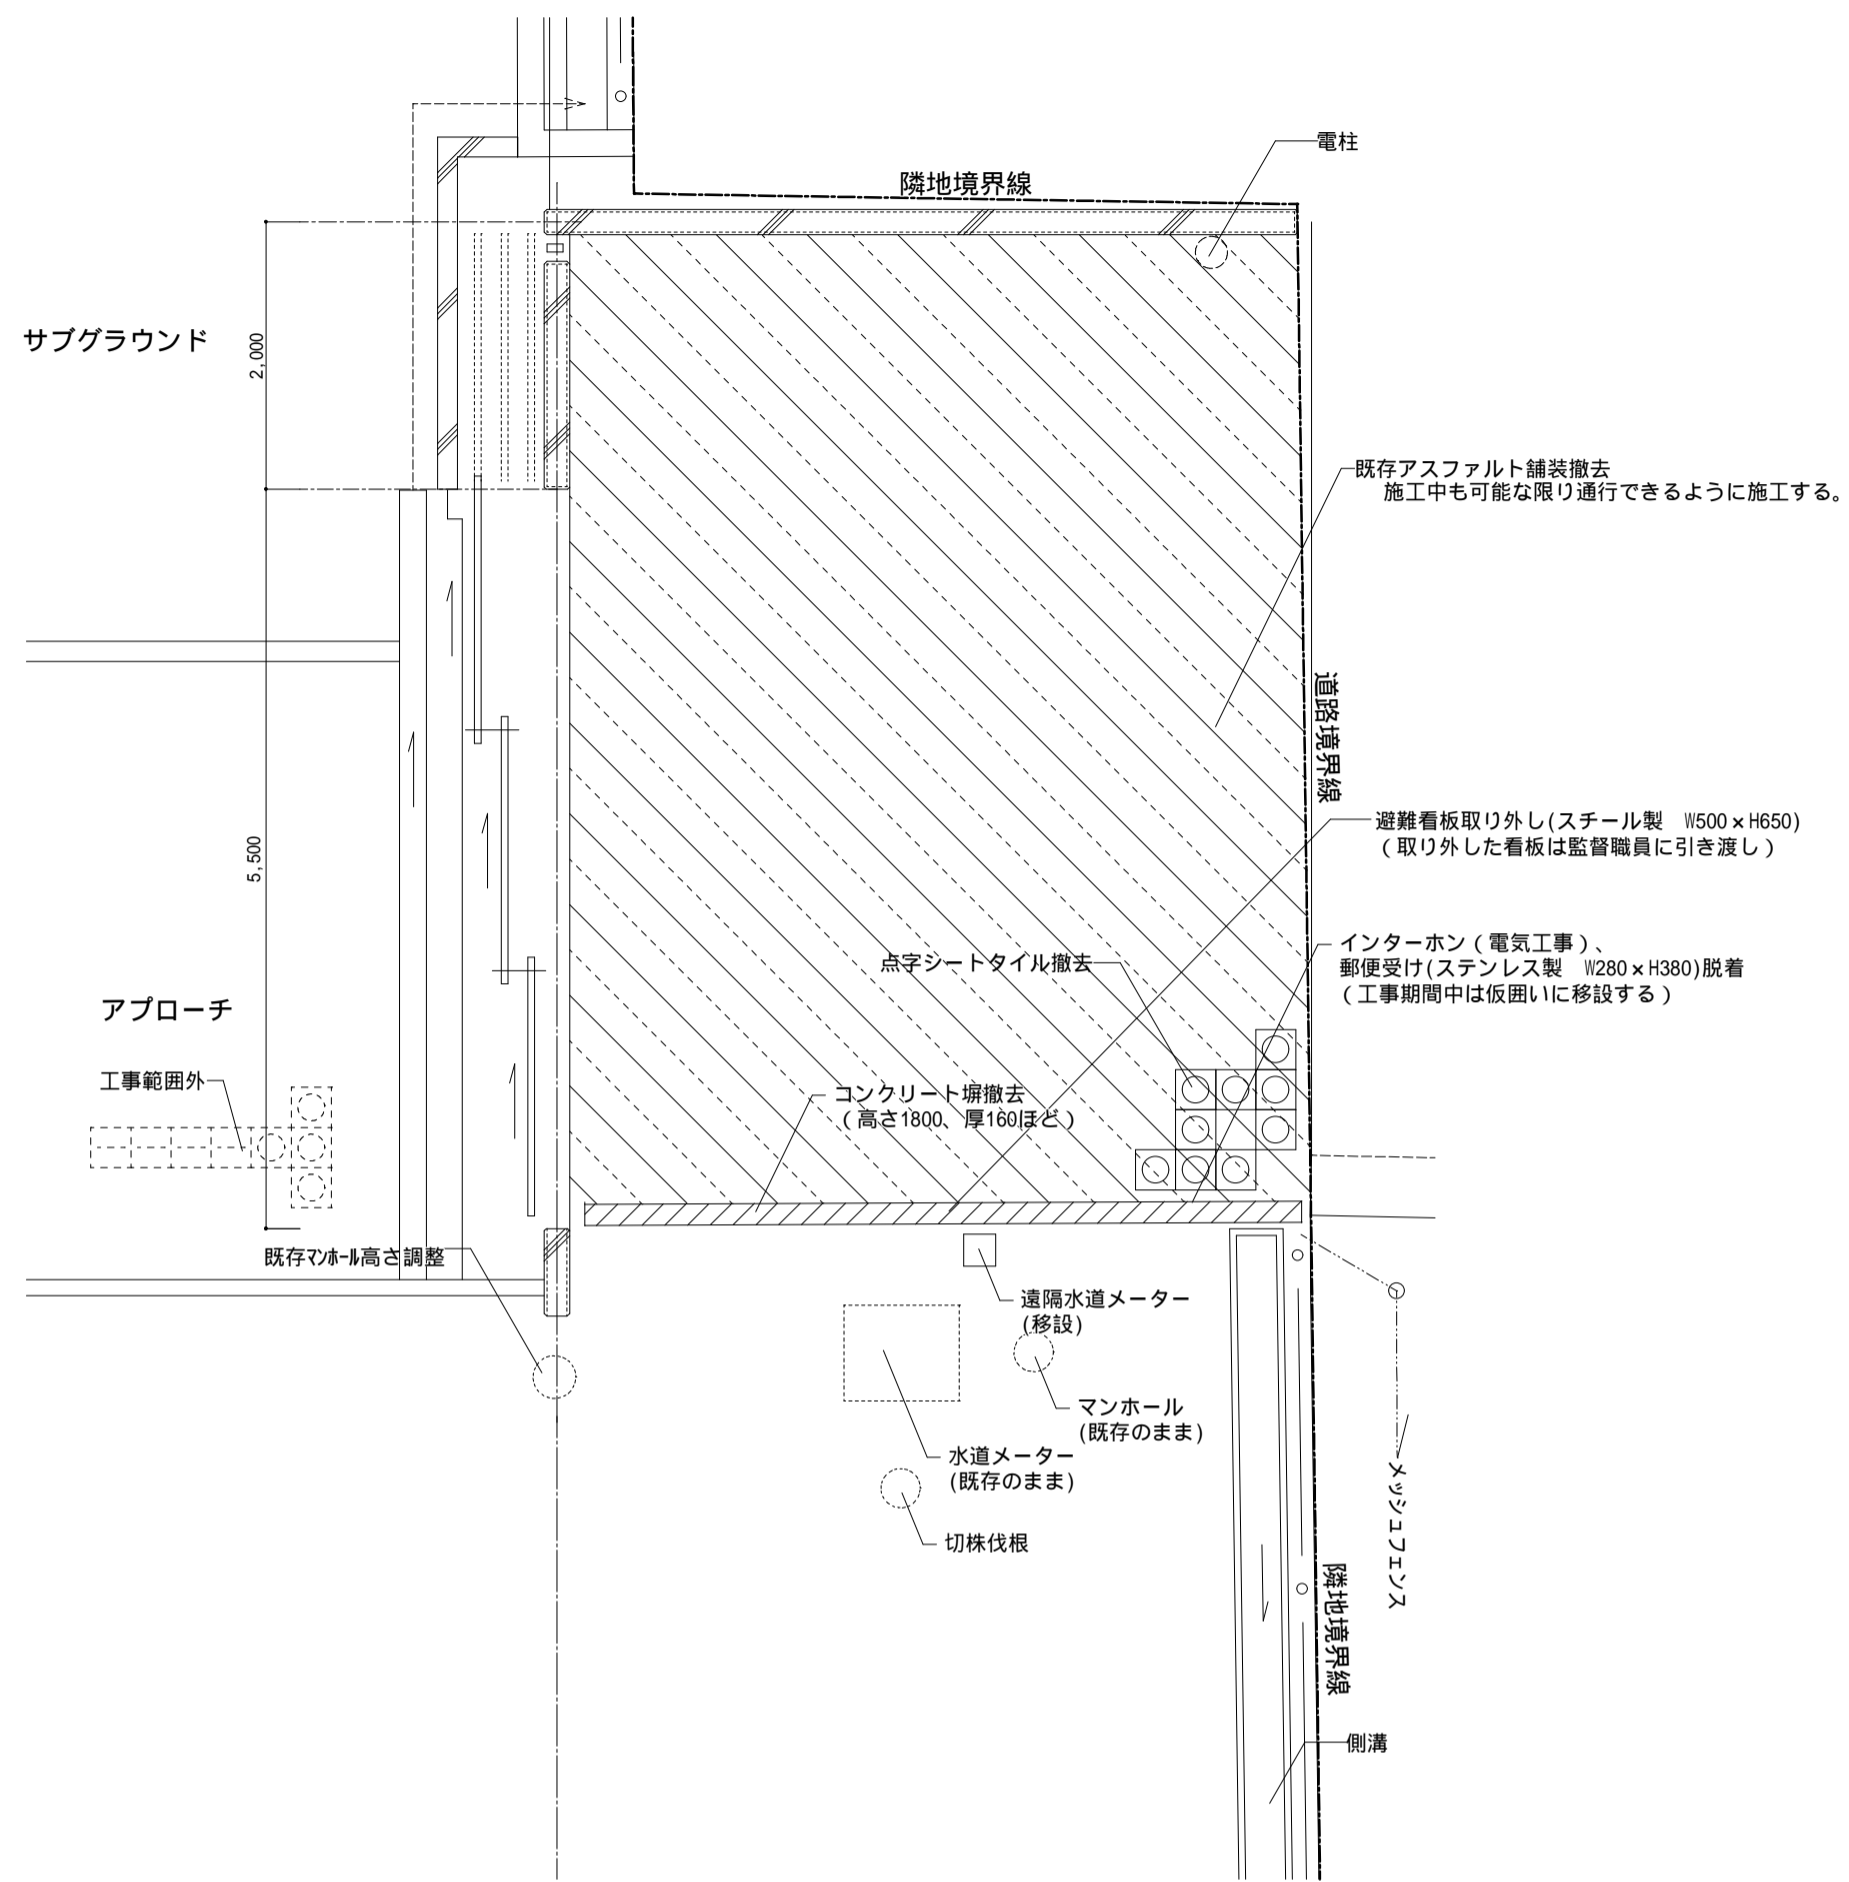 電柱
隣地境界線
サブグラウンド
2,000
既存アスファルト舗装撤去
施工中も可能な限り通行できるように施工する。
道路境界線
避難看板取り外し(スチール製　W500×H650)
（取り外した看板は監督職員に引き渡し）
5,500
インターホン（電気工事）、
郵便受け(ステンレス製　W280×H380)脱着
（工事期間中は仮囲いに移設する）
点字シートタイル撤去
アプローチ
工事範囲外
コンクリート塀撤去
（高さ1800、厚160ほど）
既存マンホール高さ調整
遠隔水道メーター
(移設)
マンホール
(既存のまま)
水道メーター
(既存のまま)
切株伐根
メッシュフェンス
隣地境界線
側溝